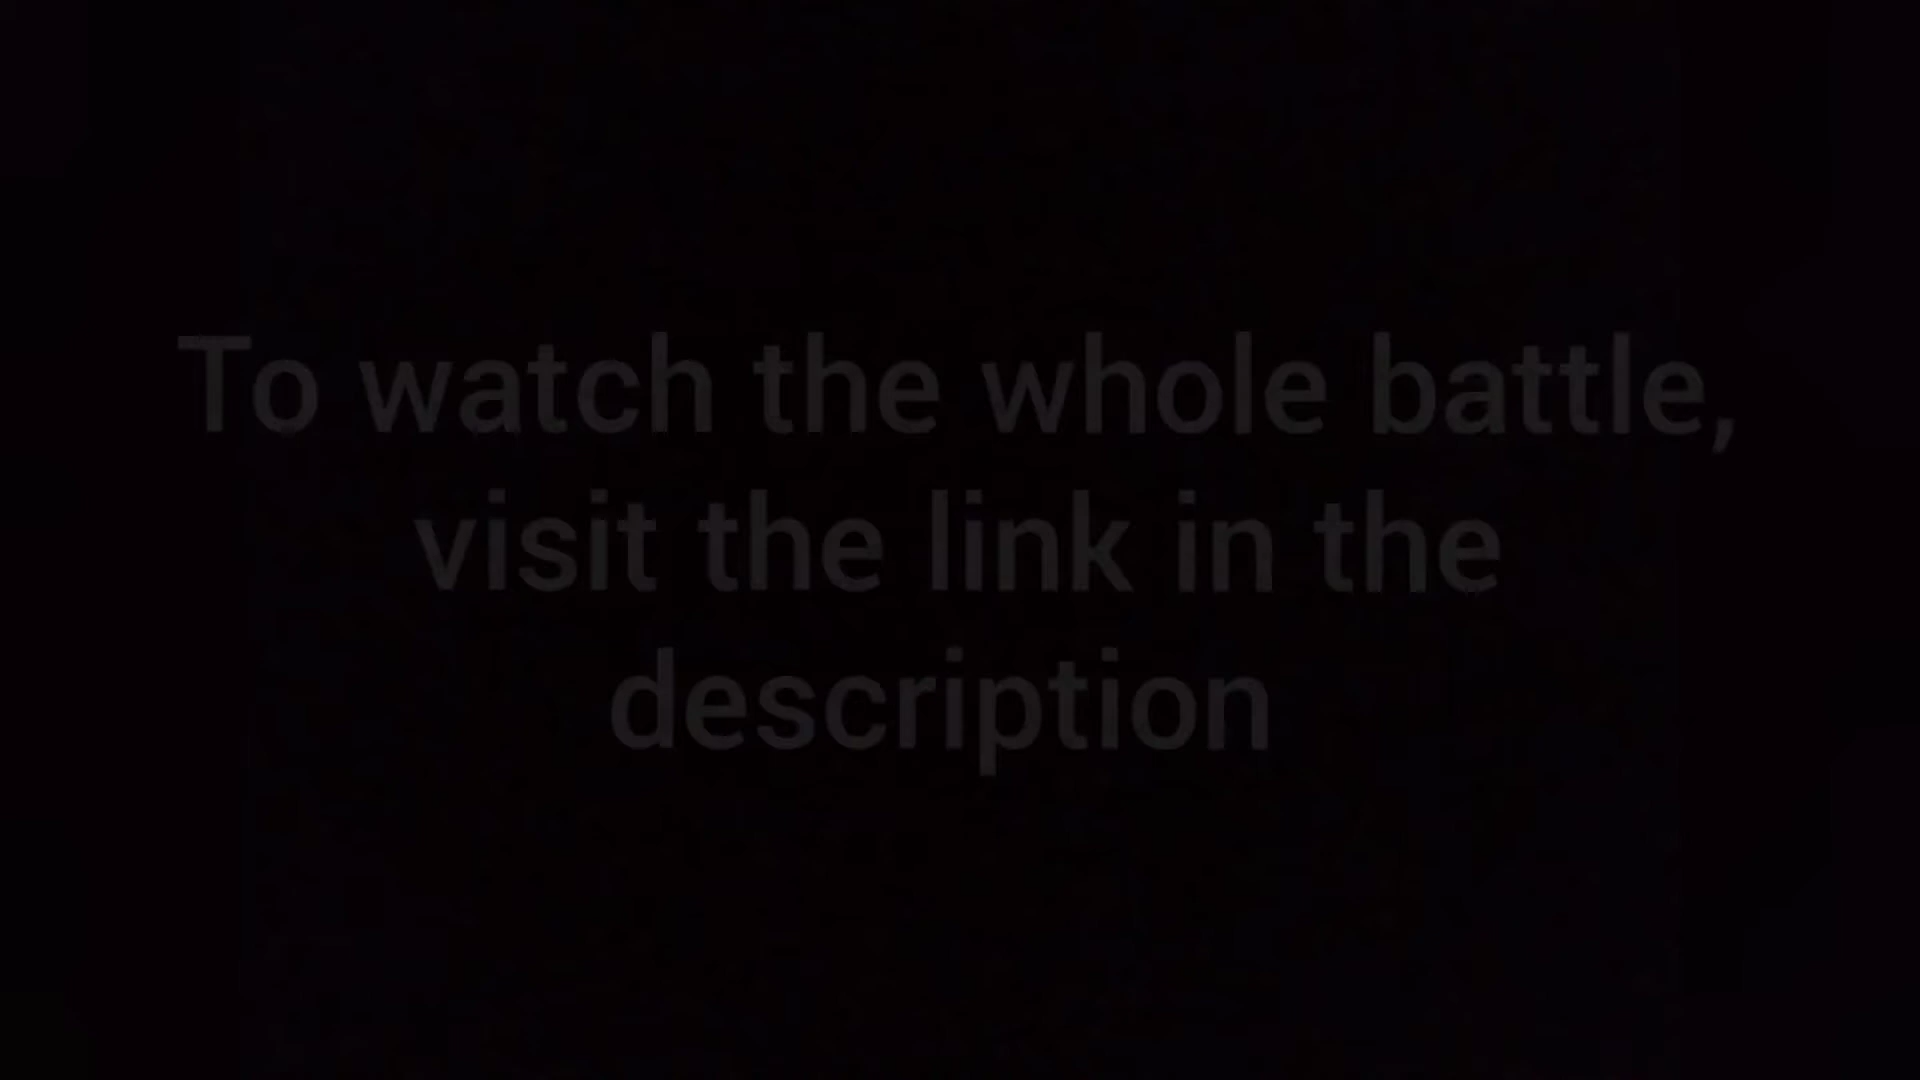 To watch the whole battle,
visit the link in the
description